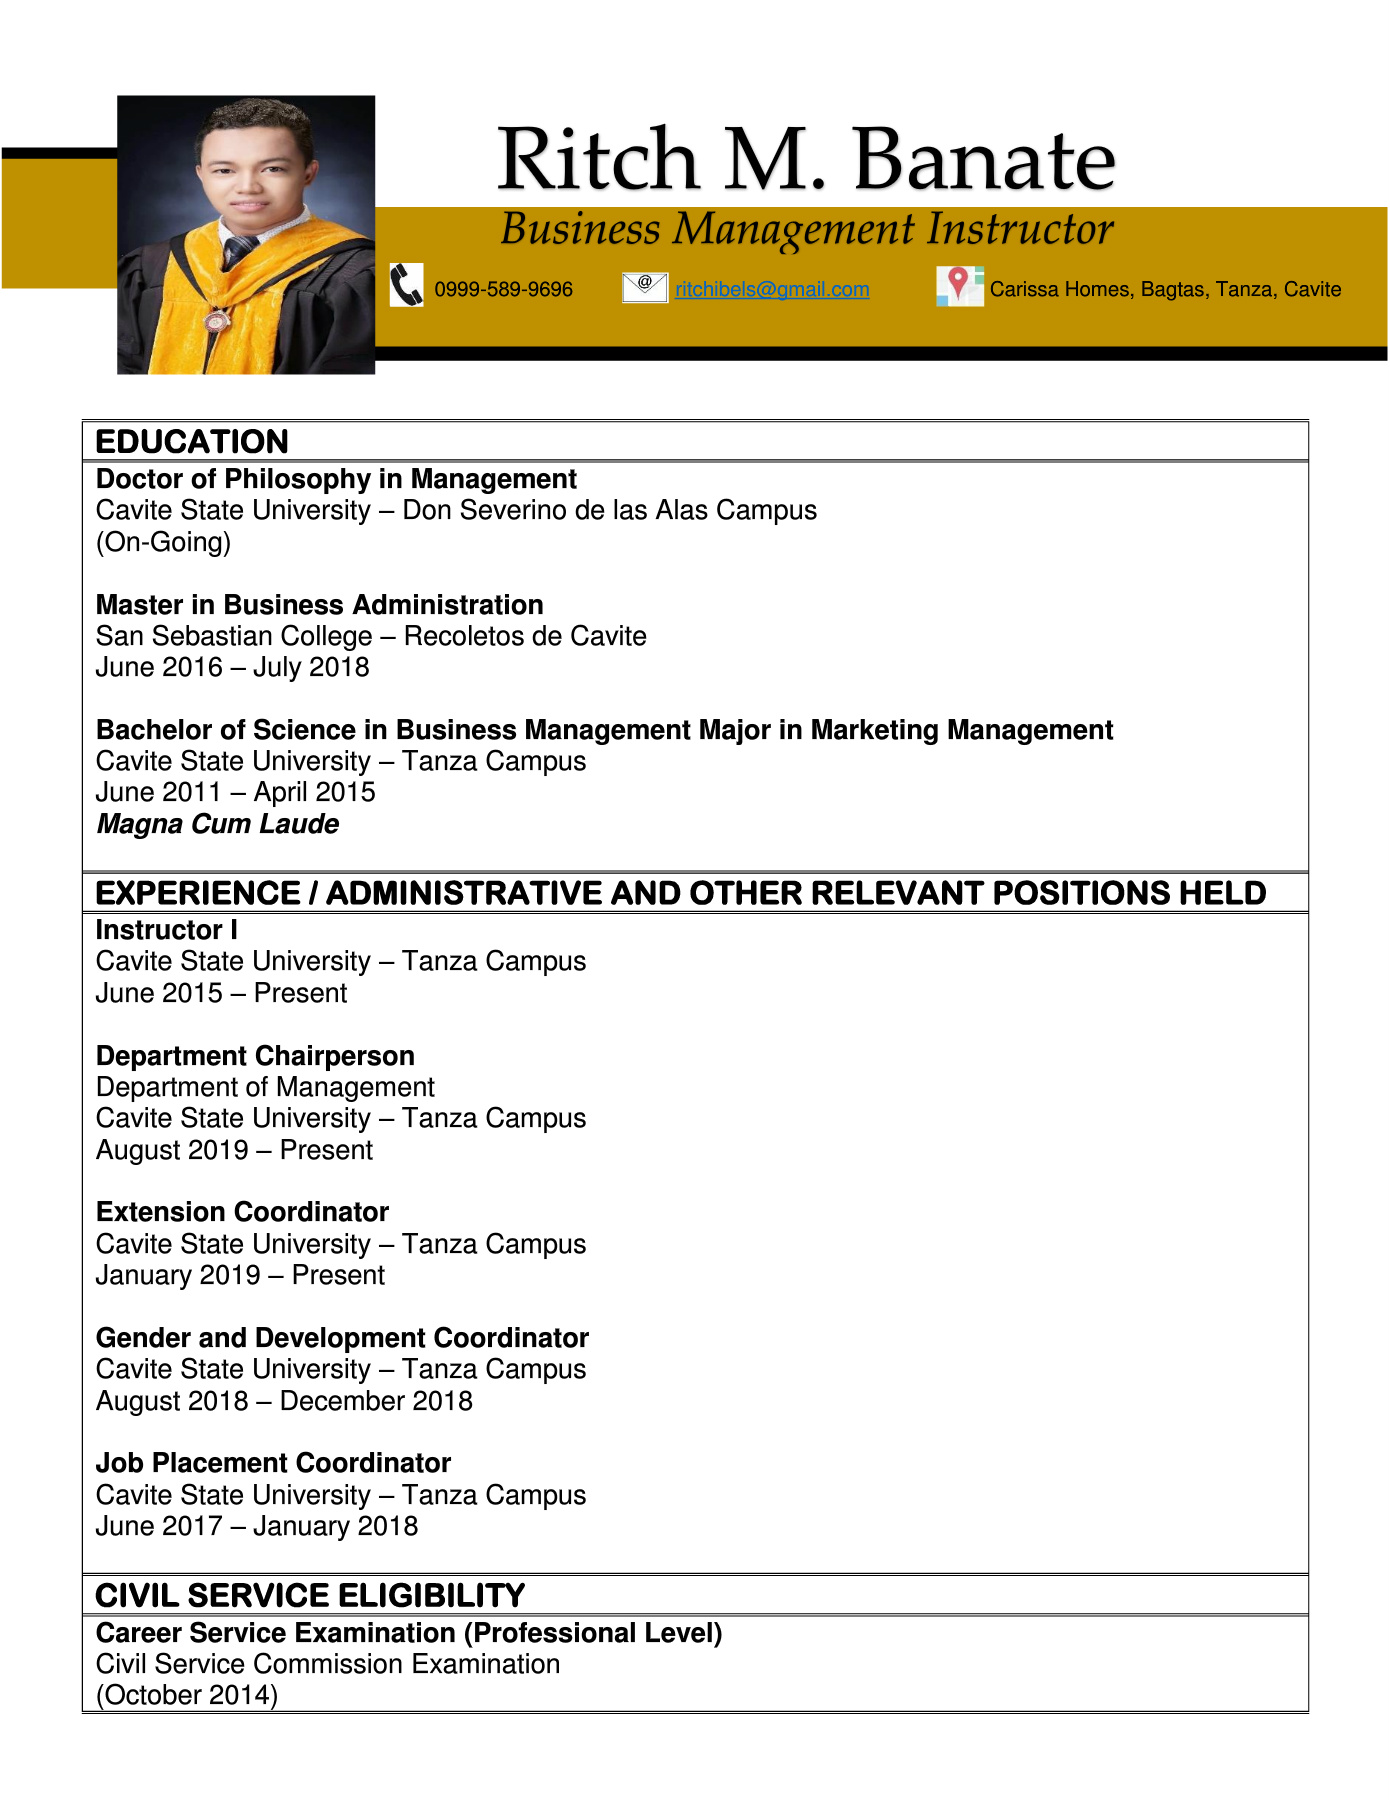 Ritch M. Banate
Business Management Instructor
0999-589-9696 @ ritchibels@gmail.com Carissa Homes, Bagtas, Tanza, Cavite
EDUCATION
Doctor of Philosophy in Management
Cavite State University – Don Severino de las Alas Campus
(On-Going)
Master in Business Administration
San Sebastian College – Recoletos de Cavite
June 2016 – July 2018
Bachelor of Science in Business Management Major in Marketing Management
Cavite State University – Tanza Campus
June 2011 – April 2015
Magna Cum Laude
EXPERIENCE / ADMINISTRATIVE AND OTHER RELEVANT POSITIONS HELD
Instructor I
Cavite State University – Tanza Campus
June 2015 – Present
Department Chairperson
Department of Management
Cavite State University – Tanza Campus
August 2019 – Present
Extension Coordinator
Cavite State University – Tanza Campus
January 2019 – Present
Gender and Development Coordinator
Cavite State University – Tanza Campus
August 2018 – December 2018
Job Placement Coordinator
Cavite State University – Tanza Campus
June 2017 – January 2018
CIVIL SERVICE ELIGIBILITY
Career Service Examination (Professional Level)
Civil Service Commission Examination
(October 2014)